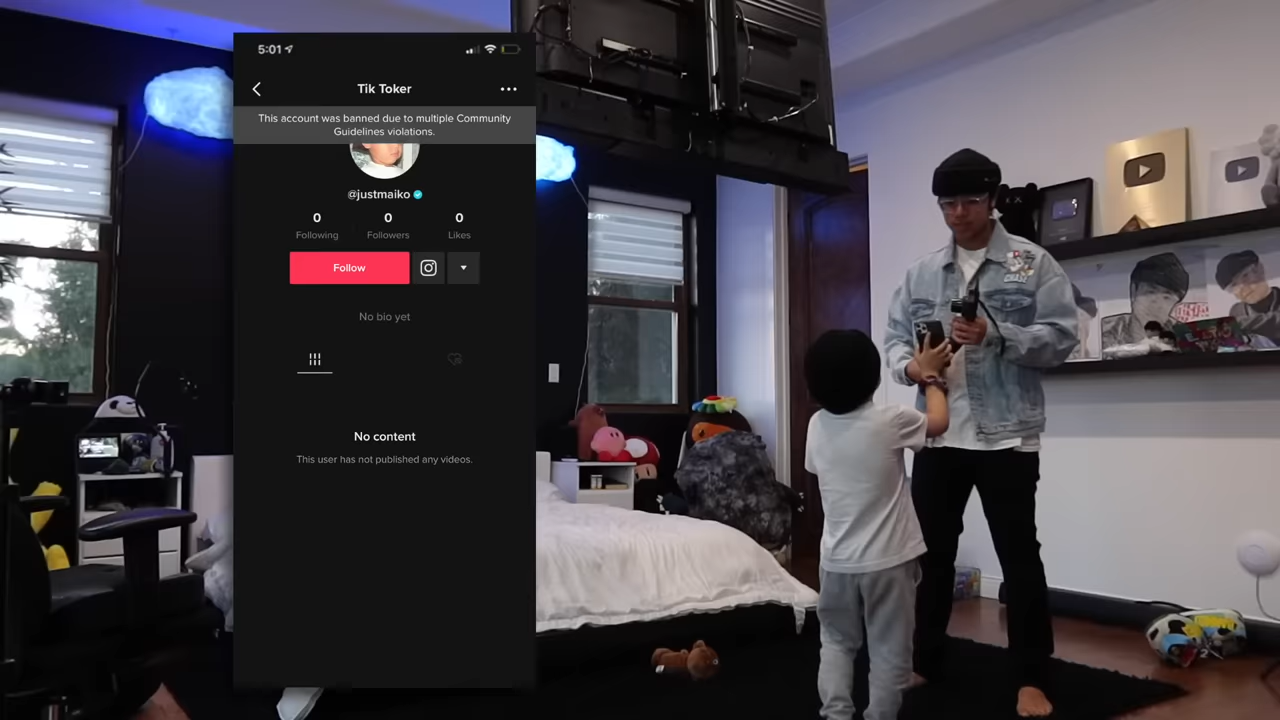 5:01
Tik Toker
This account was banned due to multiple Community
Guidelines violations.
@justmaiko
0
0
0
Following
Followers
Likes
Follow
No bio yet
No content
This user has not published any videos.